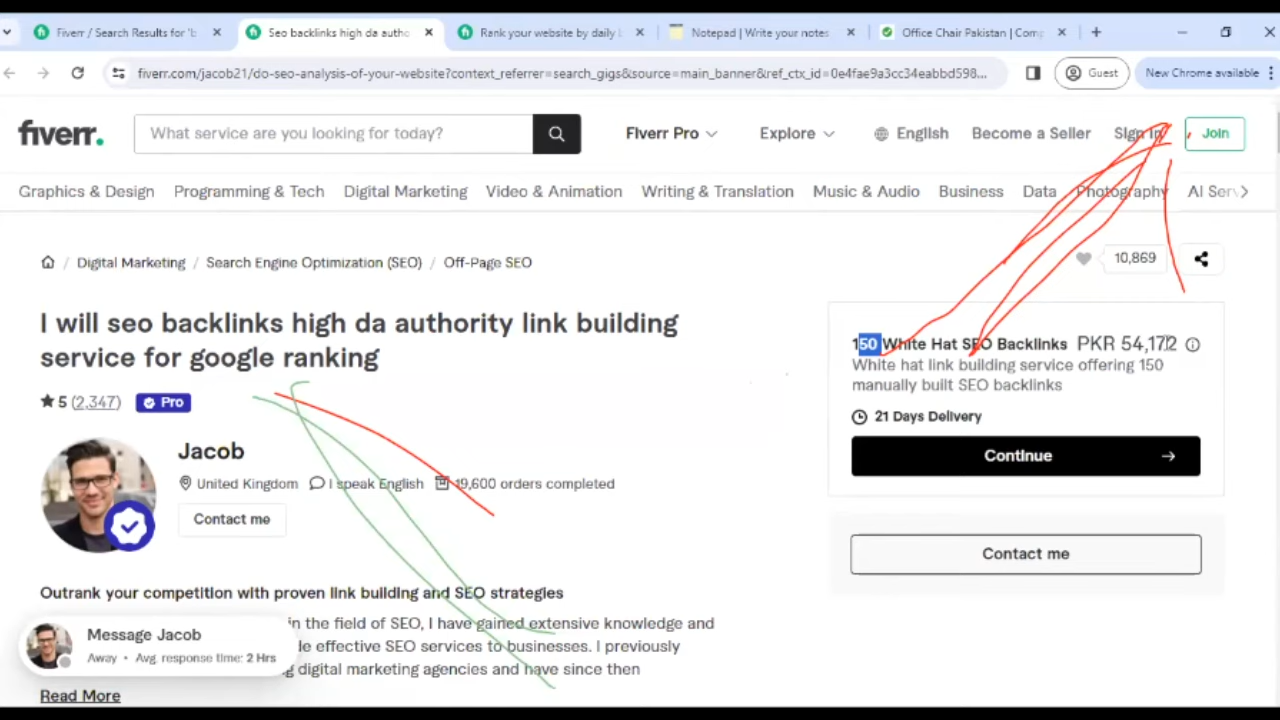 Fiverr / Search Results for 'b
Seo backlinks high da autho
Rank your website by daily l
Notepad | Write your notes
Office Chair Pakistan | Com
fiverr.com/jacob21/do-seo-analysis-of-your-website?context_referrer=search_gigs&source=main_banner&ref_ctx_id=0e4fae9a3cc34eabbd598...
Guest
New Chrome available
fiverr.
What service are you looking for today?
Fiverr Pro
Explore
English
Become a Seller
Sign in
Join
Graphics & Design
Programming & Tech
Digital Marketing
Video & Animation
Writing & Translation
Music & Audio
Business
Data
Photography
AI Serv
/ Digital Marketing / Search Engine Optimization (SEO) / Off-Page SEO
10,869
I will seo backlinks high da authority link building
service for google ranking
5 (2,347)
Pro
Jacob
United Kingdom
I speak English
19,600 orders completed
Contact me
150 White Hat SEO Backlinks PKR 54,172
White hat link building service offering 150
manually built SEO backlinks
21 Days Delivery
Continue
Contact me
Outrank your competition with proven link building and SEO strategies
in the field of SEO, I have gained extensive knowledge and
effective SEO services to businesses. I previously
digital marketing agencies and have since then
Message Jacob
Away • Avg. response time: 2 Hrs
Read More